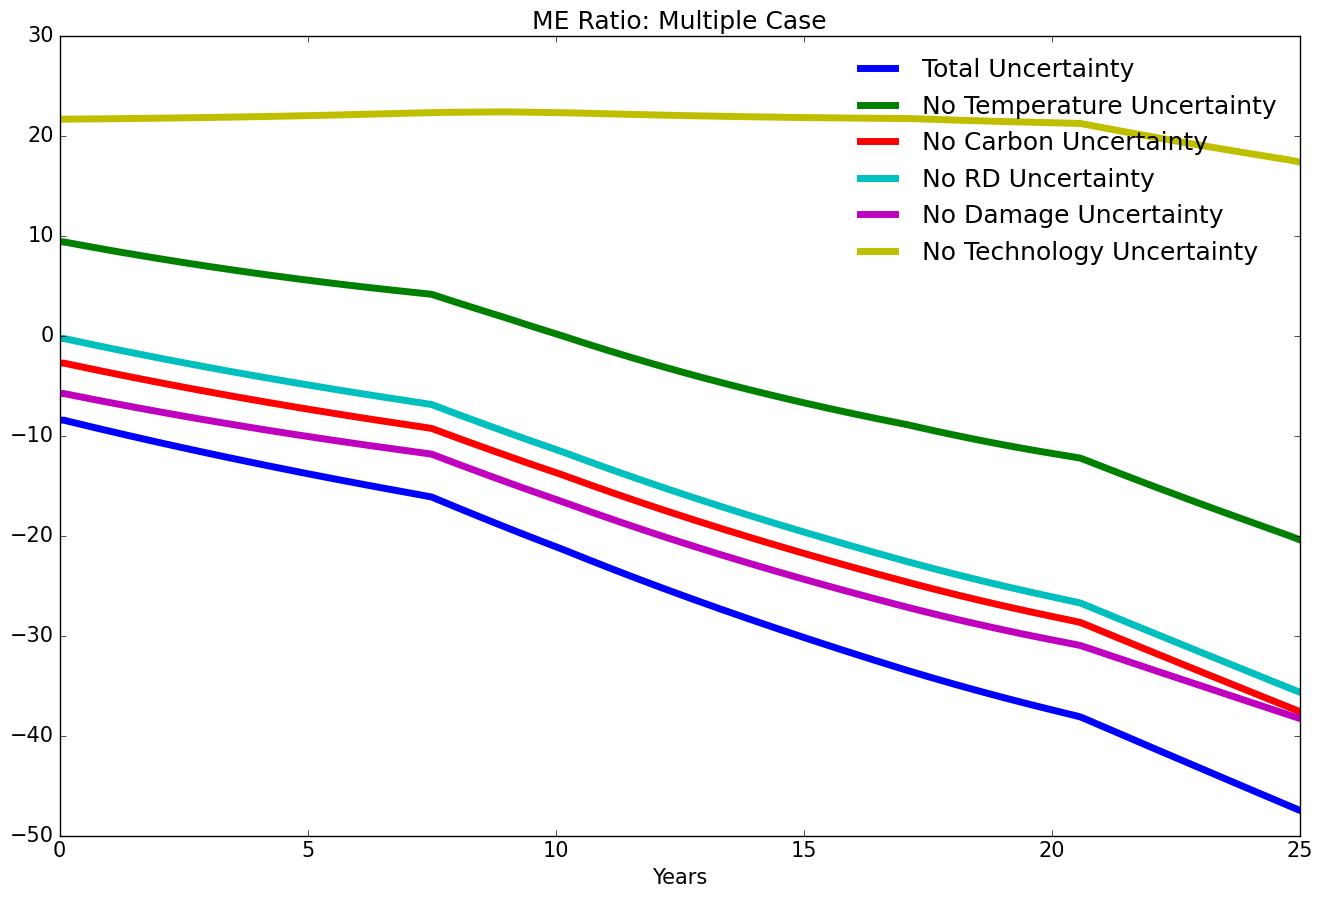 ME Ratio: Multiple Case
30
20
10
0
−10
−20
−30
−40
−50
Total Uncertainty
No Temperature Uncertainty
No Carbon Uncertainty
No RD Uncertainty
No Damage Uncertainty
No Technology Uncertainty
0 5 10 15 20 25
Years